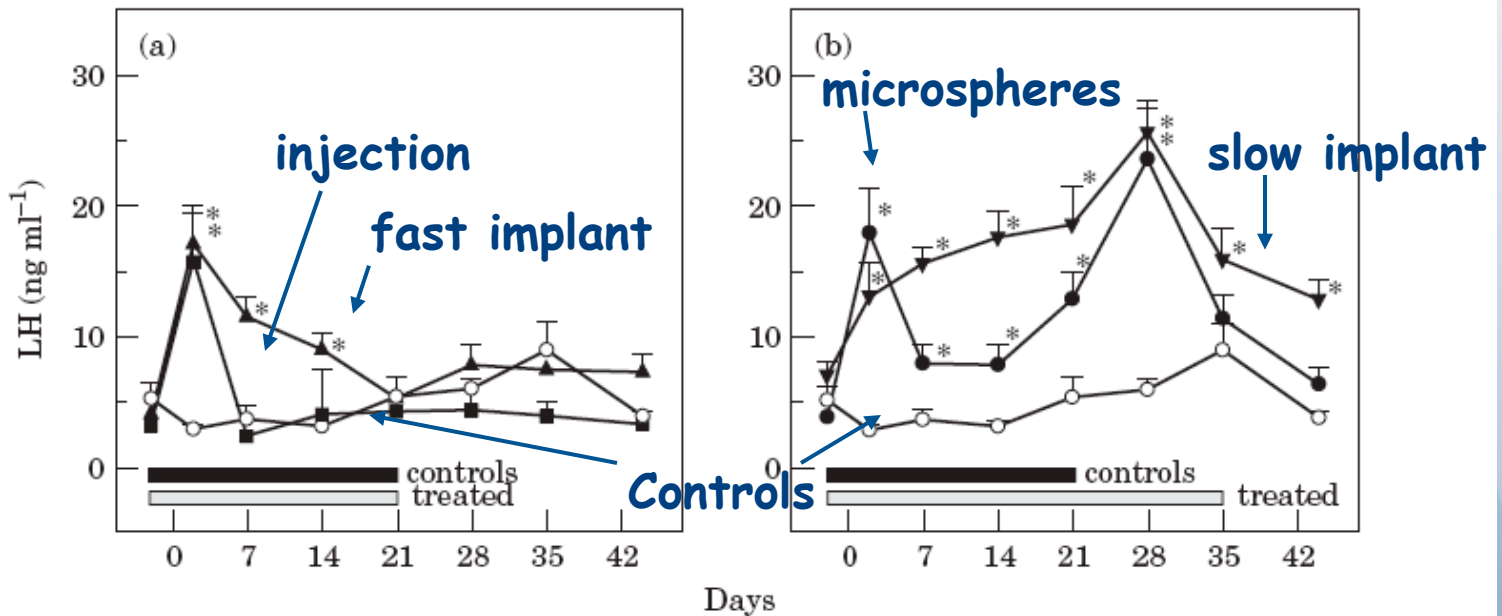 (a)
30
20
10
0
LH (ng ml⁻¹)
injection
fast implant
*
*
*
*
controls
treated
0 7 14 21 28 35 42
(b)
30
20
10
0
microspheres
slow implant
Controls
*
*
*
*
*
*
*
*
*
*
*
*
controls
treated
0 7 14 21 28 35 42
Days